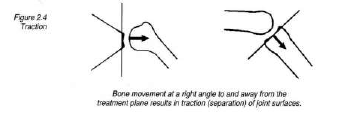 Figure 2.4
Traction
Bone movement at a right angle to and away from the
treatment plane results in traction (separation) of joint surfaces.